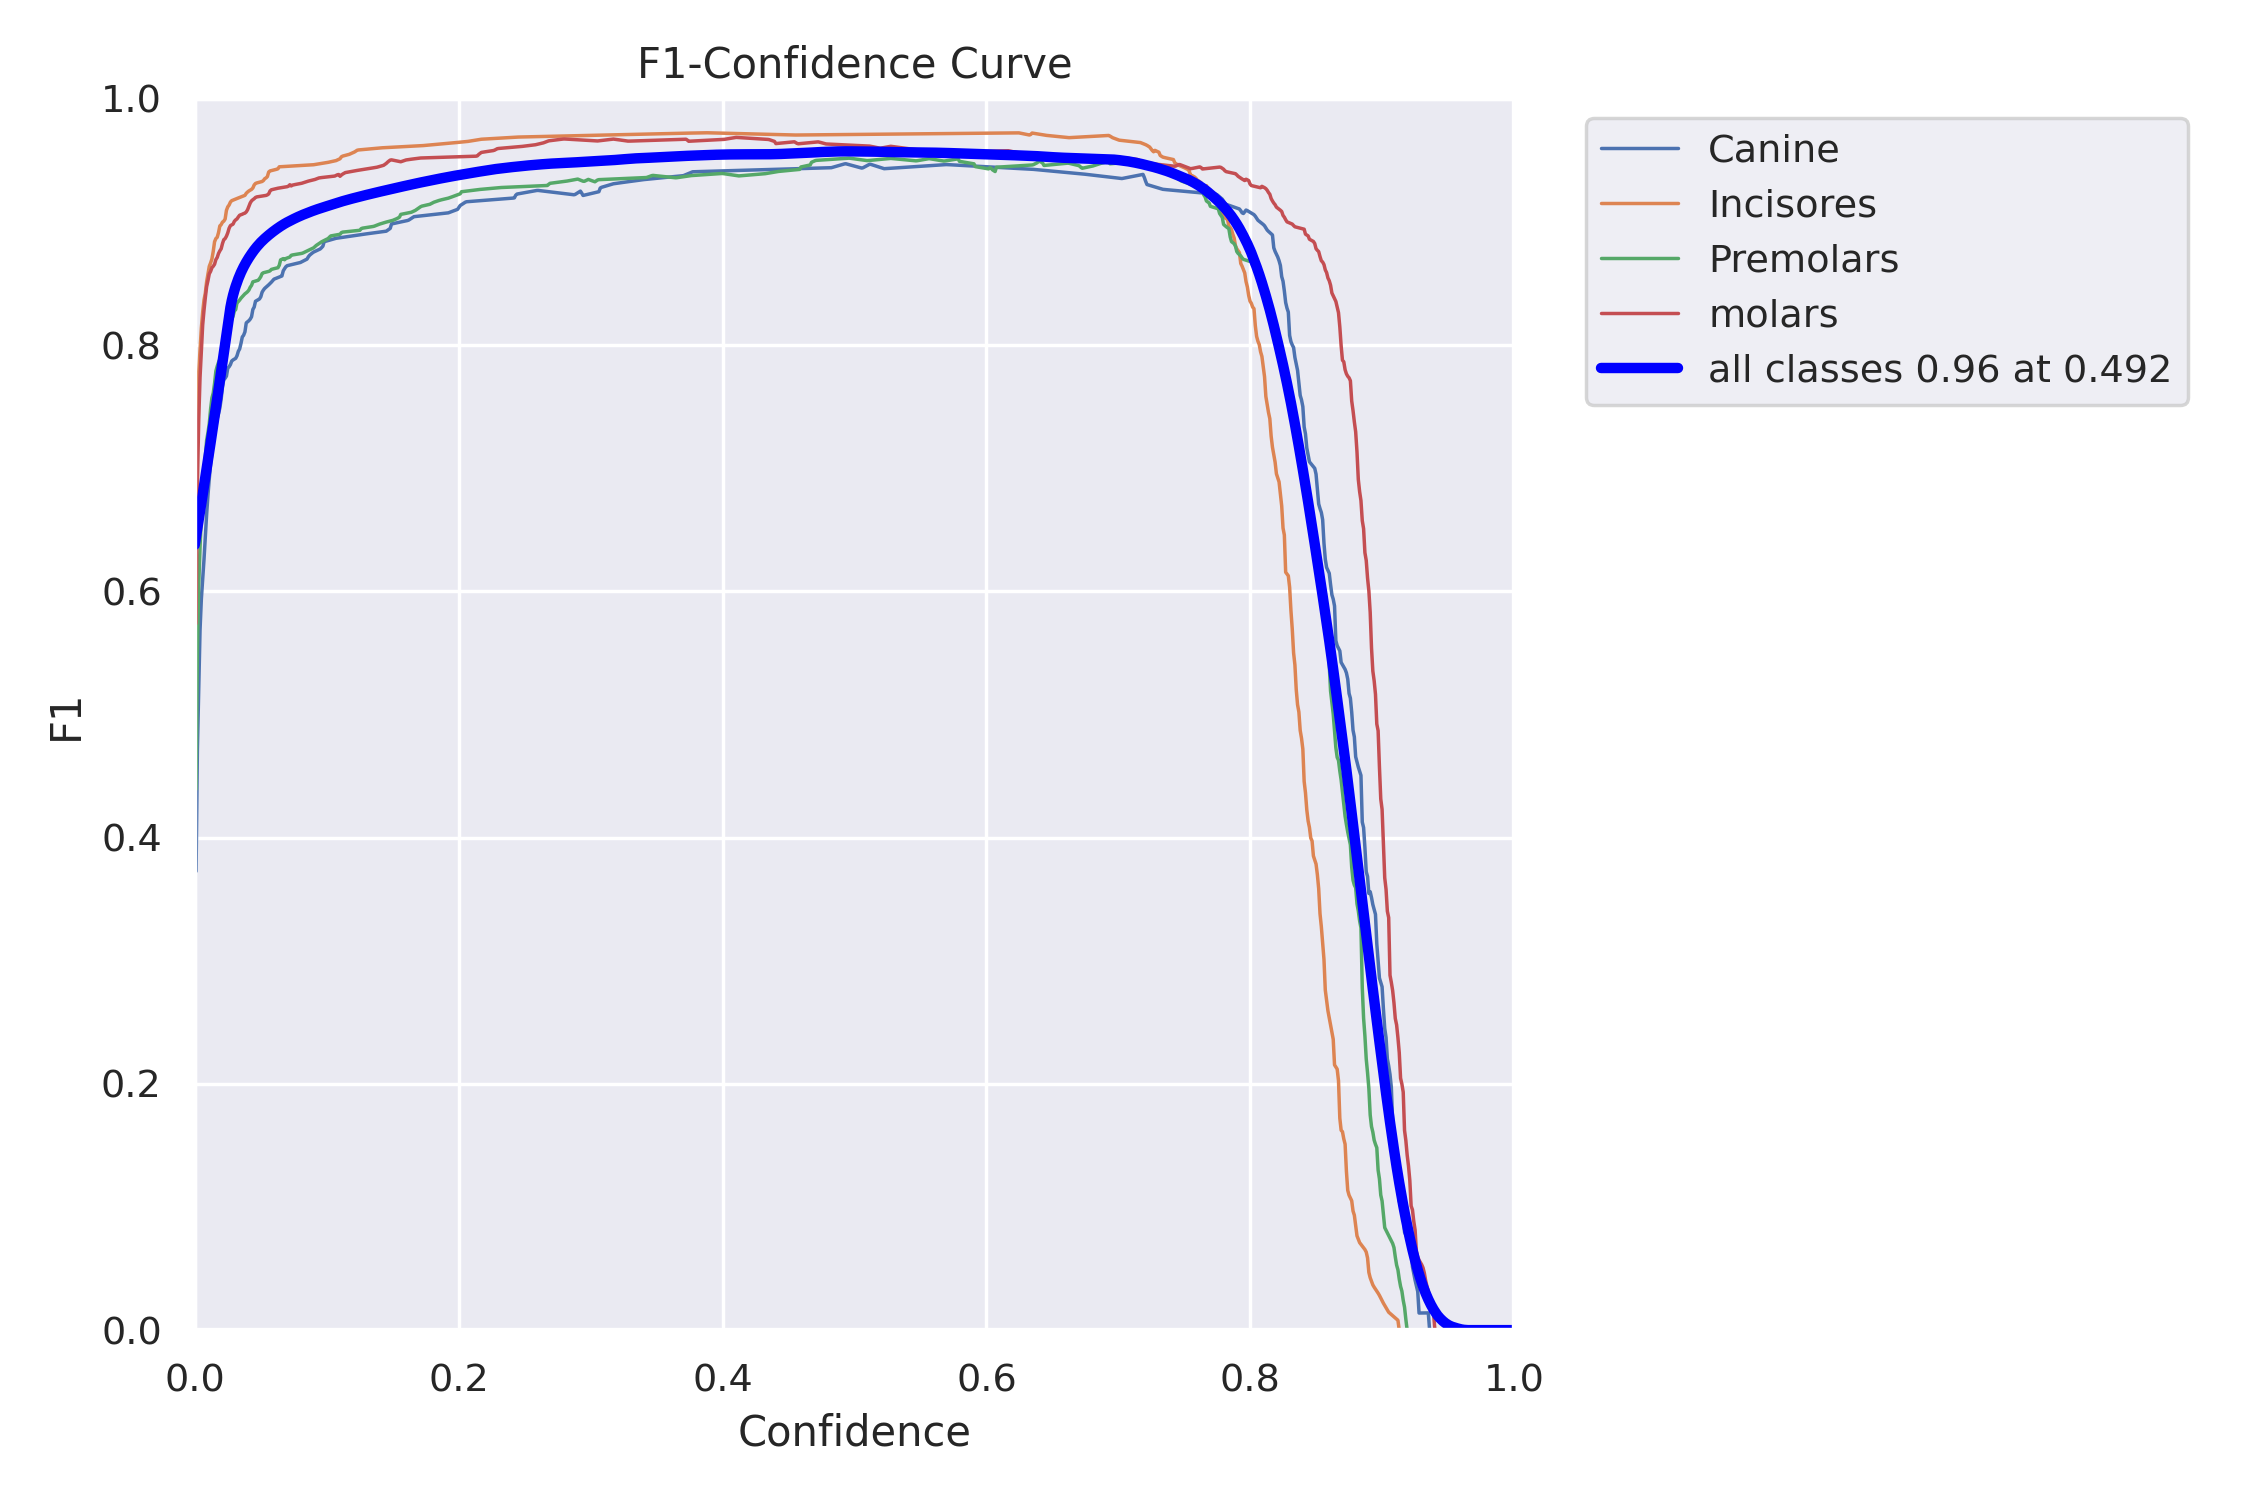 F1-Confidence Curve
1.0
0.8
0.6
0.4
0.2
0.0
F1
0.0 0.2 0.4 0.6 0.8 1.0
Confidence
Canine
Incisores
Premolars
molars
all classes 0.96 at 0.492